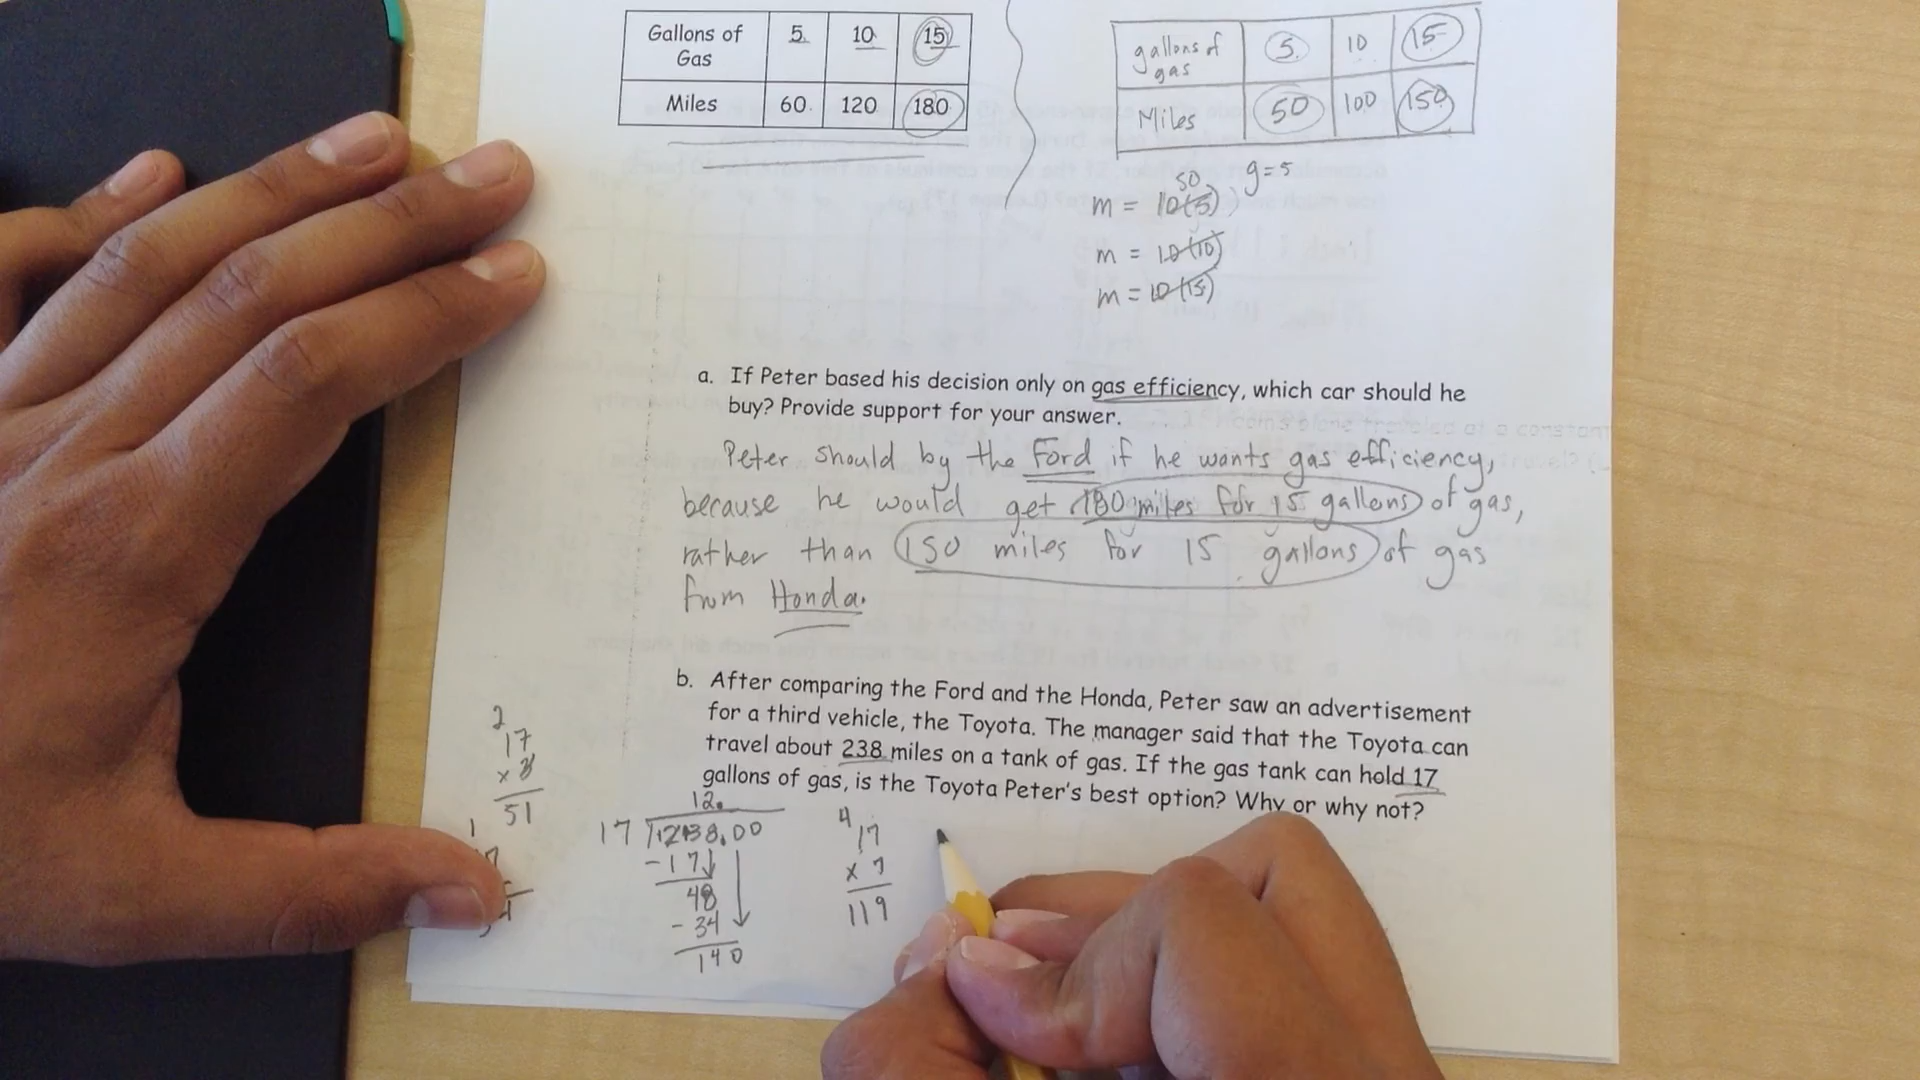 Gallons of Gas 5 10 15
Miles 60 120 180
gallons of gas 5 10 15
Miles 50 100 150
50 g=5
m = 10(5)
m = 10(10)
m = 10(15)
a. If Peter based his decision only on gas efficiency, which car should he
buy? Provide support for your answer.
Peter should by the Ford if he wants gas efficiency,
because he would get 180 miles for 15 gallons of gas,
rather than 150 miles for 15 gallons of gas
from Honda.
b. After comparing the Ford and the Honda, Peter saw an advertisement
for a third vehicle, the Toyota. The manager said that the Toyota can
travel about 238 miles on a tank of gas. If the gas tank can hold 17
gallons of gas, is the Toyota Peter's best option? Why or why not?
2
17
x 3
51
1
12.
17 238.00
-17
48
-34
140
4
17
x 7
119